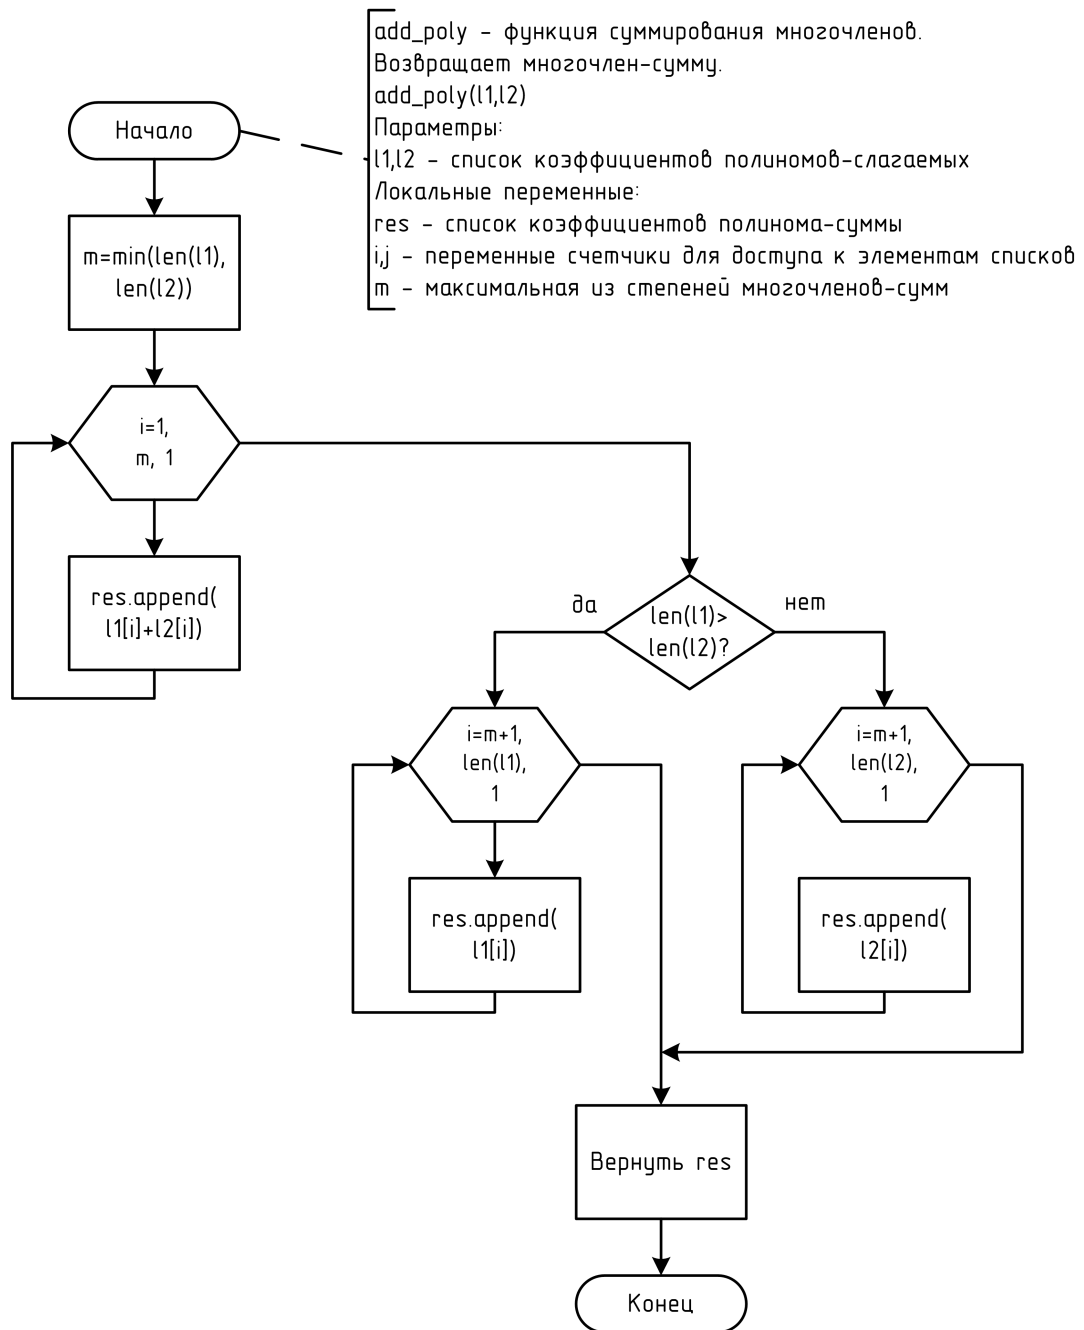 add_poly - функция суммирования многочленов.
Возвращает многочлен-сумму.
add_poly(l1,l2)
Параметры:
l1,l2 - список коэффициентов полиномов-слагаемых
Локальные переменные:
res - список коэффициентов полинома-суммы
i,j - переменные счетчики для доступа к элементам списков
m - максимальная из степеней многочленов-сумм
Начало
m=min(len(l1),
len(l2))
i=1,
m, 1
res.append(
l1[i]+l2[i])
да
len(l1)>
len(l2)?
нет
i=m+1,
len(l1),
1
res.append(
l1[i])
i=m+1,
len(l2),
1
res.append(
l2[i])
Вернуть res
Конец